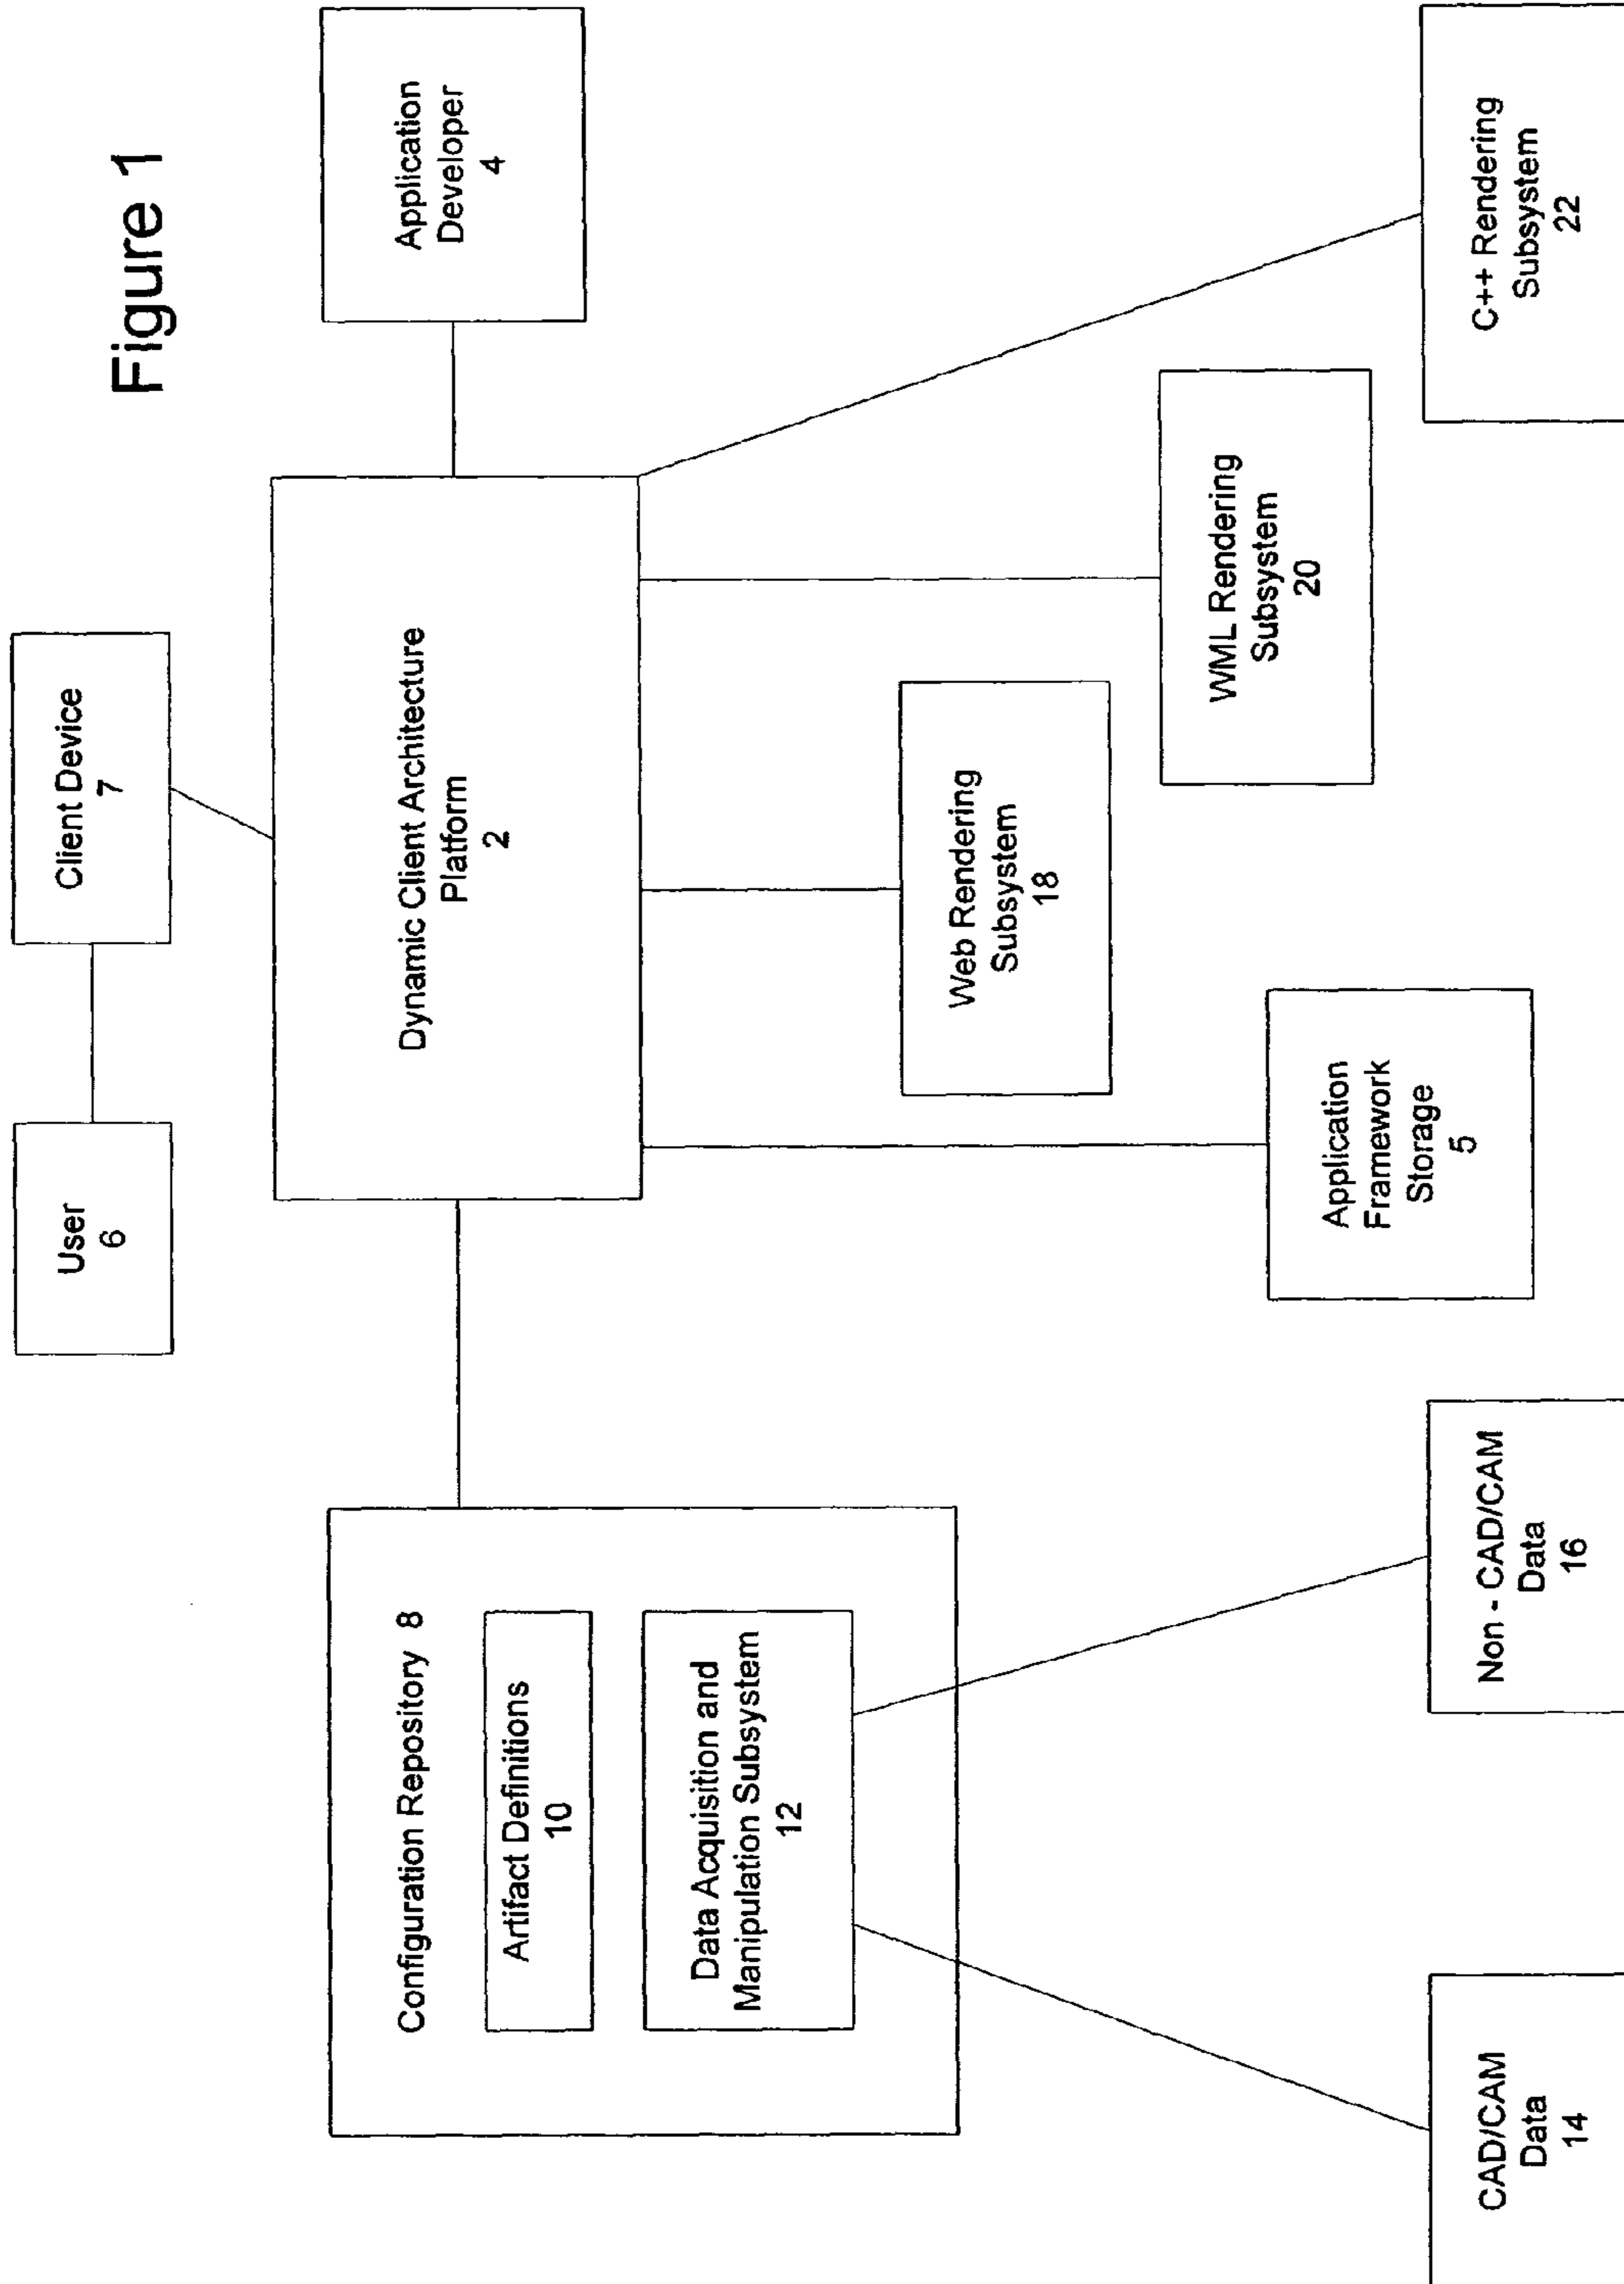 Figure 1
User
6
Client Device
7
Dynamic Client Architecture
Platform
2
Application
Developer
4
Configuration Repository 8
Artifact Definitions
10
Data Acquisition and
Manipulation Subsystem
12
Web Rendering
Subsystem
18
WML Rendering
Subsystem
20
Application
Framework
Storage
5
CAD/CAM
Data
14
Non - CAD/CAM
Data
16
C++ Rendering
Subsystem
22